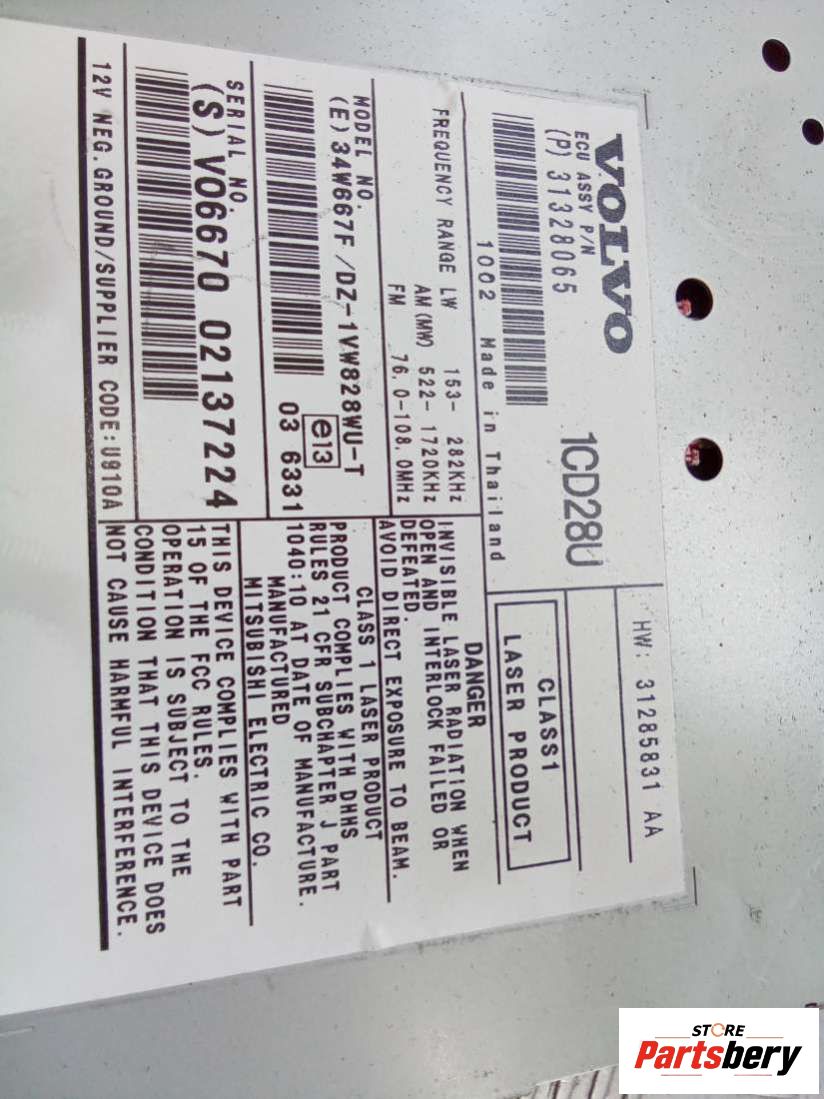 HW: 31285831 AA
VOLVO
1CD28U
ECU ASSY P/N
(P) 31328065
CLASS1
LASER PRODUCT
1002 Made in Thailand
FREQUENCY RANGE LW 153- 282KHz
AM(MW) 522- 1720KHz
FM 76.0-108.0MHz
DANGER
INVISIBLE LASER RADIATION WHEN
OPEN AND INTERLOCK FAILED OR
DEFEATED.
AVOID DIRECT EXPOSURE TO BEAM.
MODEL NO.
(E)34W667F/DZ-1VW828WU-T
e13
03 6331
CLASS 1 LASER PRODUCT
PRODUCT COMPLIES WITH DHHS
RULES 21 CFR SUBCHAPTER J PART
1040:10 AT DATE OF MANUFACTURE.
MANUFACTURED
MITSUBISHI ELECTRIC CO.
SERIAL NO.
(S)VO6670 02137224
THIS DEVICE COMPLIES WITH PART
15 OF THE FCC RULES.
OPERATION IS SUBJECT TO THE
CONDITION THAT THIS DEVICE DOES
NOT CAUSE HARMFUL INTERFERENCE.
12V NEG.GROUND/SUPPLIER CODE:U910A
STORE
Partsbery